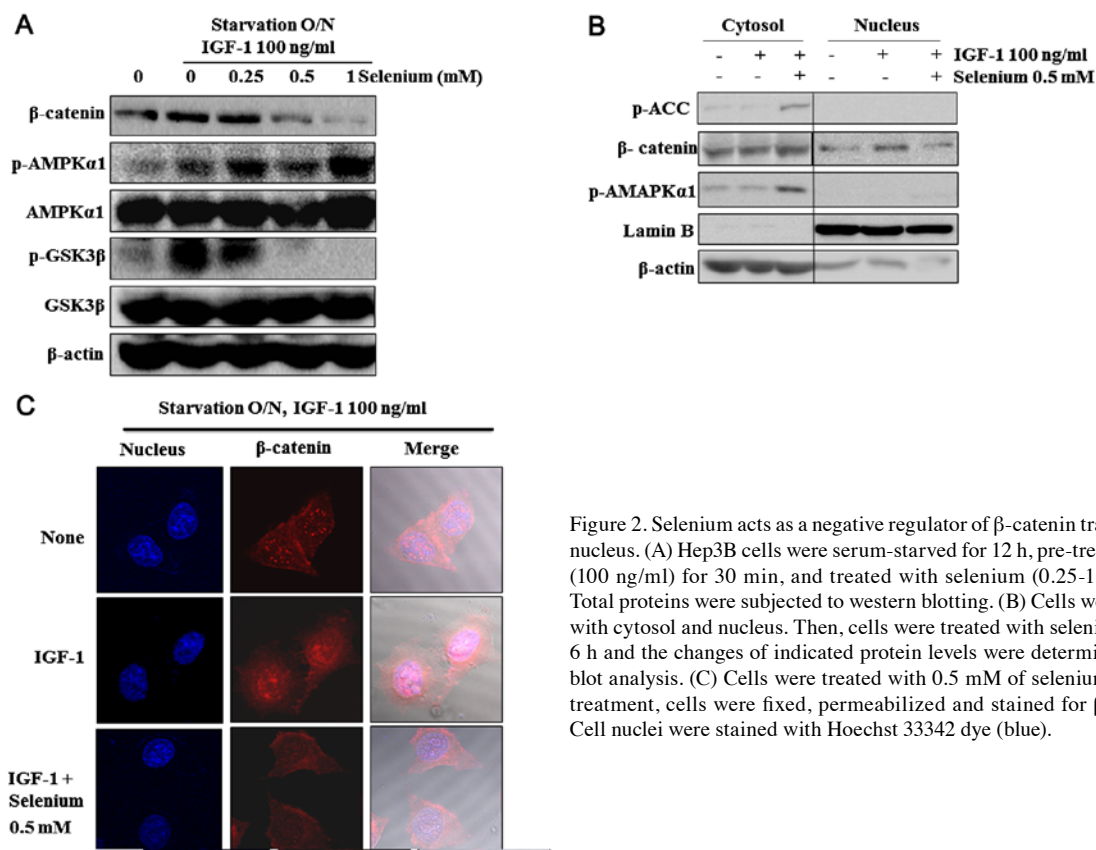 A
Starvation O/N
IGF-1 100 ng/ml
0 0 0.25 0.5 1 Selenium (mM)
β-catenin
p-AMPKα1
AMPKα1
p-GSK3β
GSK3β
β-actin
B
Cytosol Nucleus
- + + - + + IGF-1 100 ng/ml
- - + - - + Selenium 0.5 mM
p-ACC
β- catenin
p-AMAPKα1
Lamin B
β-actin
C
Starvation O/N, IGF-1 100 ng/ml
Nucleus β-catenin Merge
None
IGF-1
IGF-1 +
Selenium
0.5 mM
Figure 2. Selenium acts as a negative regulator of β-catenin tra
nucleus. (A) Hep3B cells were serum-starved for 12 h, pre-tre
(100 ng/ml) for 30 min, and treated with selenium (0.25-1
Total proteins were subjected to western blotting. (B) Cells we
with cytosol and nucleus. Then, cells were treated with seleni
6 h and the changes of indicated protein levels were determi
blot analysis. (C) Cells were treated with 0.5 mM of selenium
treatment, cells were fixed, permeabilized and stained for β
Cell nuclei were stained with Hoechst 33342 dye (blue).